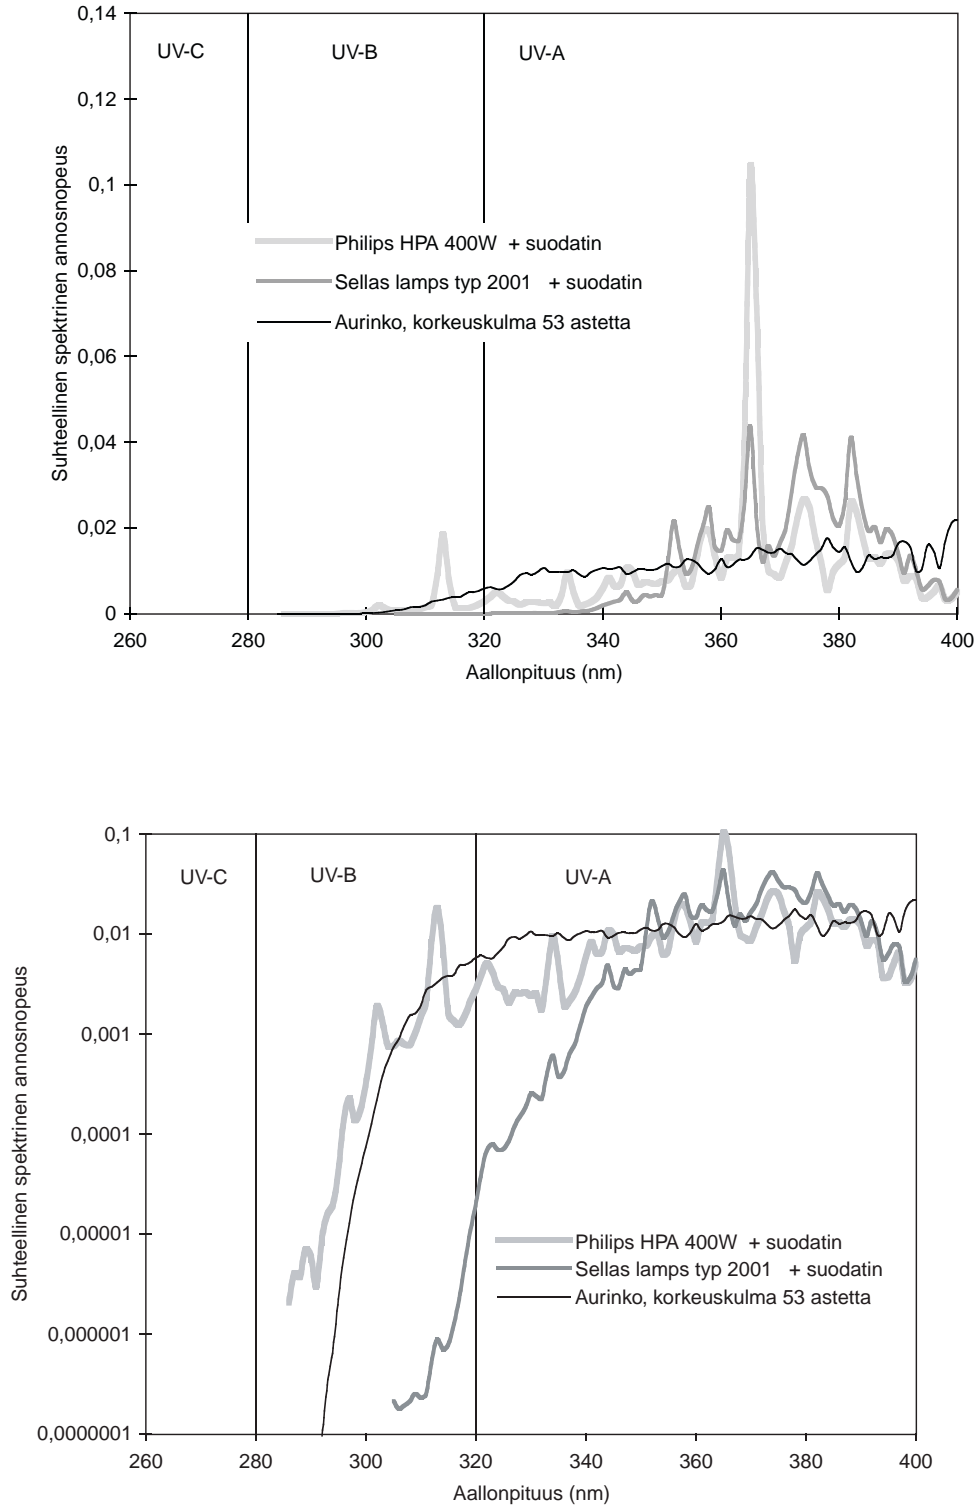 0,14
UV-C UV-B UV-A
0,12
0,1
Philips HPA 400W + suodatin
0,08
Sellas lamps typ 2001 + suodatin
Aurinko, korkeuskulma 53 astetta
0,06
0,04
0,02
0
Suhteellinen spektrinen annosnopeus
260 280 300 320 340 360 380 400
Aallonpituus (nm)
0,1
UV-C UV-B UV-A
0,01
0,001
0,0001
0,00001
Philips HPA 400W + suodatin
Sellas lamps typ 2001 + suodatin
Aurinko, korkeuskulma 53 astetta
0,000001
0,0000001
Suhteellinen spektrinen annosnopeus
260 280 300 320 340 360 380 400
Aallonpituus (nm)